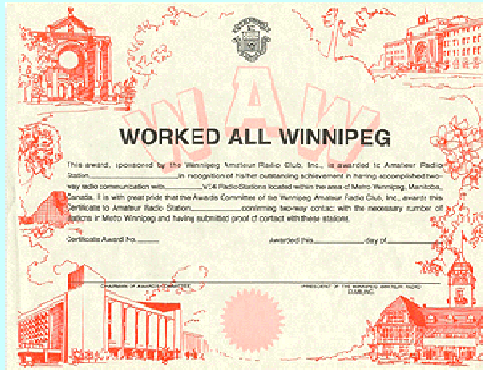 WAW
WORKED ALL WINNIPEG
This award, sponsored by the Winnipeg Amateur Radio Club, Inc., is awarded to Amateur Radio
Station in recognition of his/her outstanding achievement in having accomplished two-
way radio communication with VE4 Radio Stations located within the area of Metro Winnipeg, Manitoba,
Canada. It is with great pride that the Awards Committee of the Winnipeg Amateur Radio Club, Inc., awards this
Certificate to Amateur Radio Station confirming two-way contact with the necessary number of
stations in Metro Winnipeg and having submitted proof of contact with these stations.
Certificate Award No. Awarded this day of
CHAIRMAN OF AWARDS COMMITTEE PRESIDENT OF THE WINNIPEG AMATEUR RADIO
CLUB, INC.